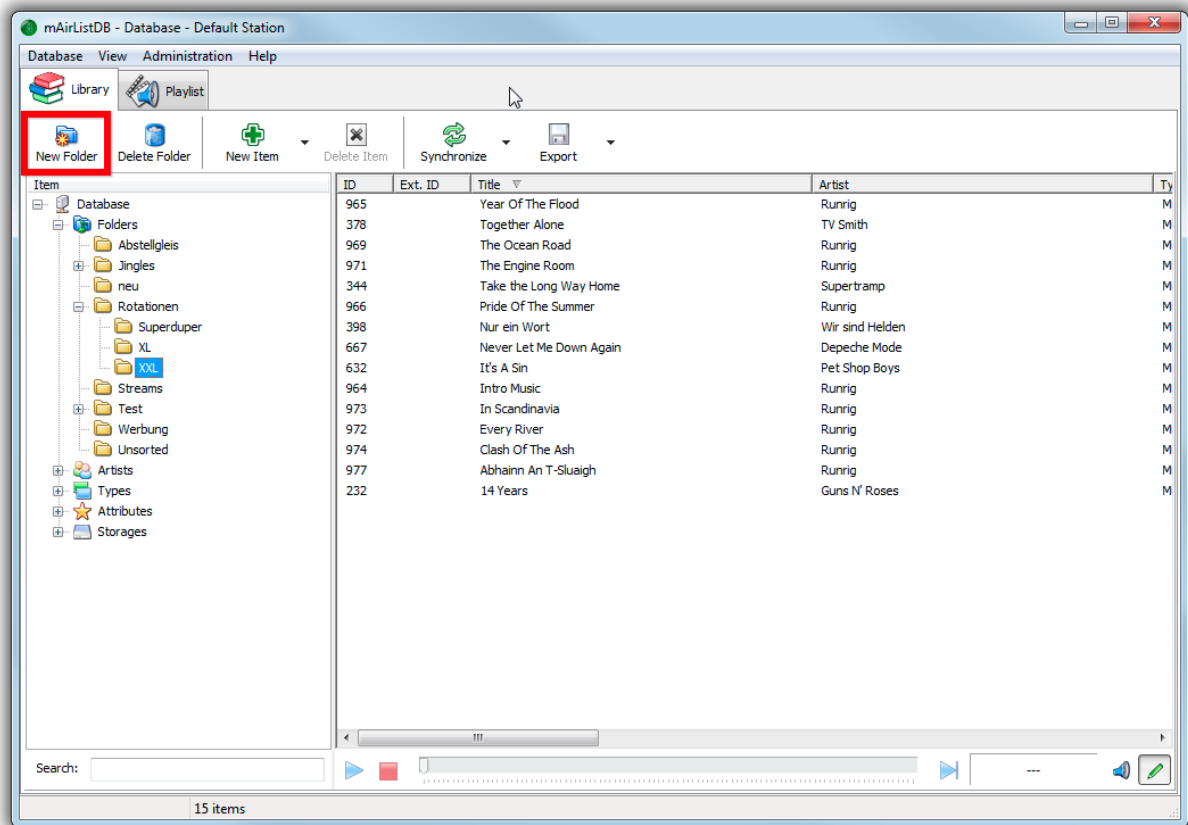 mAirListDB - Database - Default Station
Database View Administration Help
Library Playlist
New Folder Delete Folder New Item Delete Item Synchronize Export
Item
Database
Folders
Abstellgleis
Jingles
neu
Rotationen
Superduper
XL
XXL
Streams
Test
Werbung
Unsorted
Artists
Types
Attributes
Storages
ID Ext. ID Title Artist Ty
965 Year Of The Flood Runrig M
378 Together Alone TV Smith M
969 The Ocean Road Runrig M
971 The Engine Room Runrig M
344 Take the Long Way Home Supertramp M
966 Pride Of The Summer Runrig M
398 Nur ein Wort Wir sind Helden M
667 Never Let Me Down Again Depeche Mode M
632 It's A Sin Pet Shop Boys M
964 Intro Music Runrig M
973 In Scandinavia Runrig M
972 Every River Runrig M
974 Clash Of The Ash Runrig M
977 Abhainn An T-Sluaigh Runrig M
232 14 Years Guns N' Roses M
Search: ---
15 items